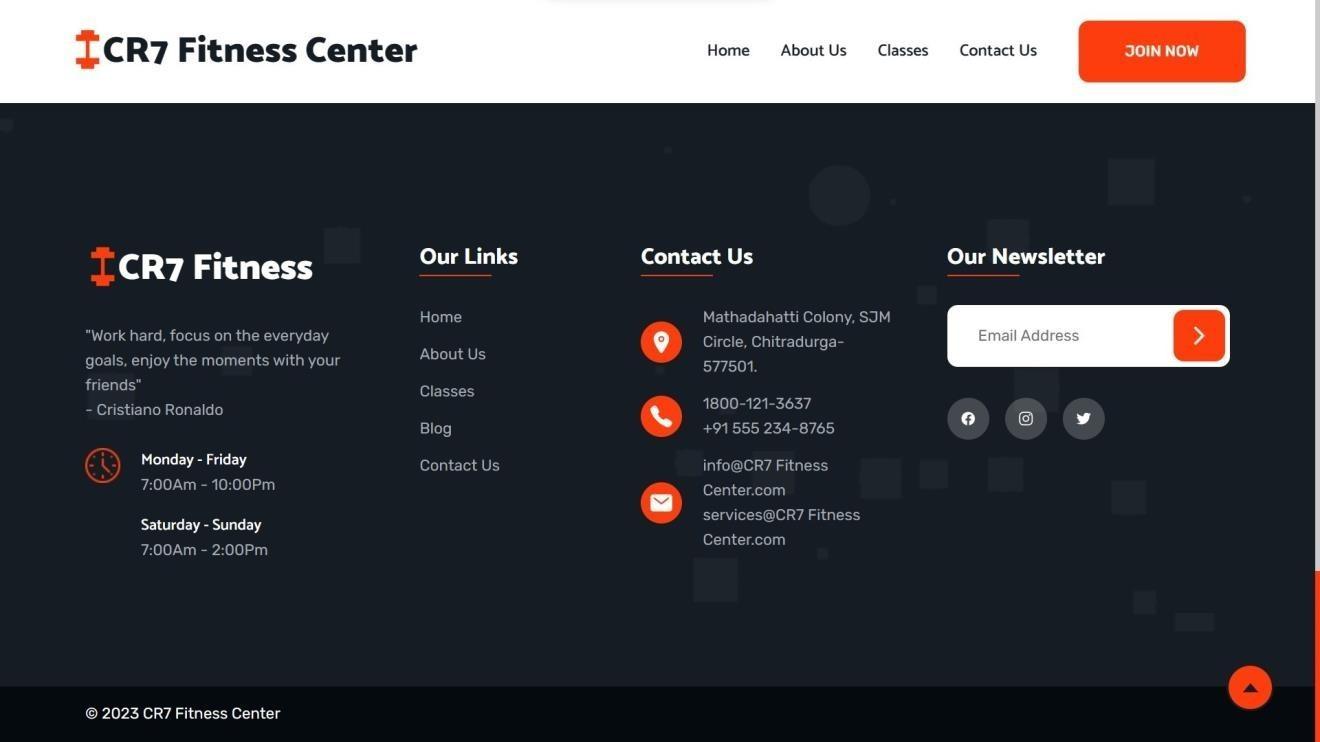 CR7 Fitness Center
Home
About Us
Classes
Contact Us
JOIN NOW
CR7 Fitness
"Work hard, focus on the everyday
goals, enjoy the moments with your
friends"
- Cristiano Ronaldo
Monday - Friday
7:00Am - 10:00Pm
Saturday - Sunday
7:00Am - 2:00Pm
Our Links
Home
About Us
Classes
Blog
Contact Us
Contact Us
Mathadahatti Colony, SJM
Circle, Chitradurga-
577501.
1800-121-3637
+91 555 234-8765
info@CR7 Fitness
Center.com
services@CR7 Fitness
Center.com
Our Newsletter
Email Address
© 2023 CR7 Fitness Center